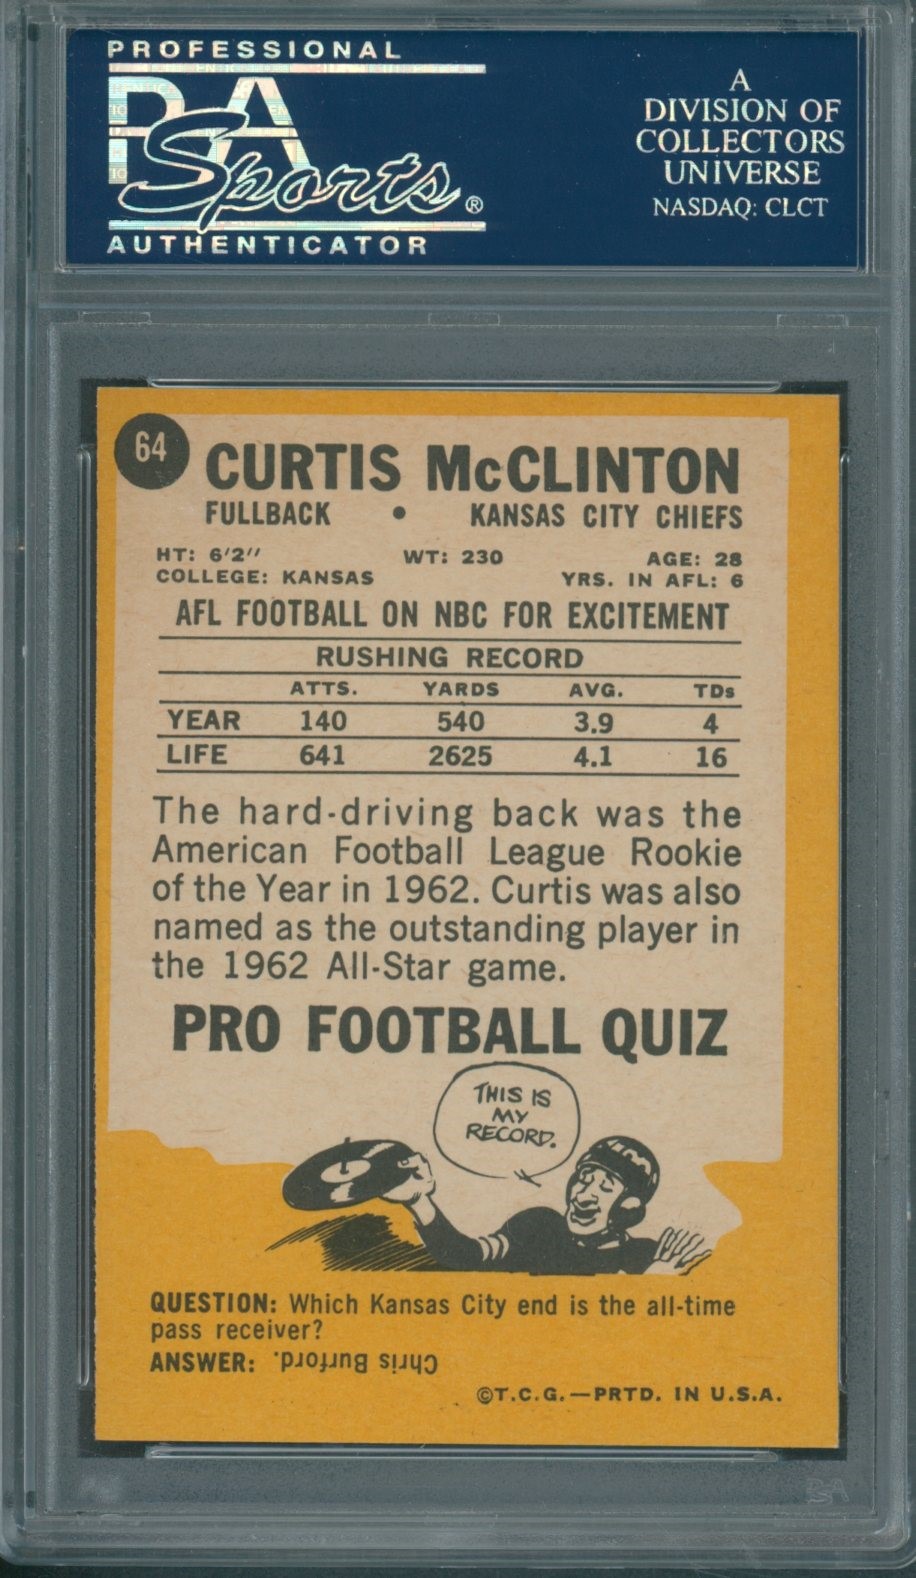 PROFESSIONAL
PSA
Sports®
AUTHENTICATOR
A
DIVISION OF
COLLECTORS
UNIVERSE
NASDAQ: CLCT
64
CURTIS McCLINTON
FULLBACK • KANSAS CITY CHIEFS
HT: 6'2" WT: 230 AGE: 28
COLLEGE: KANSAS YRS. IN AFL: 6
AFL FOOTBALL ON NBC FOR EXCITEMENT
RUSHING RECORD
ATTS. YARDS AVG. TDs
YEAR 140 540 3.9 4
LIFE 641 2625 4.1 16
The hard-driving back was the
American Football League Rookie
of the Year in 1962. Curtis was also
named as the outstanding player in
the 1962 All-Star game.
PRO FOOTBALL QUIZ
THIS IS
MY
RECORD.
QUESTION: Which Kansas City end is the all-time
pass receiver?
ANSWER: Chris Burford.
©T.C.G.—PRTD. IN U.S.A.
PSA